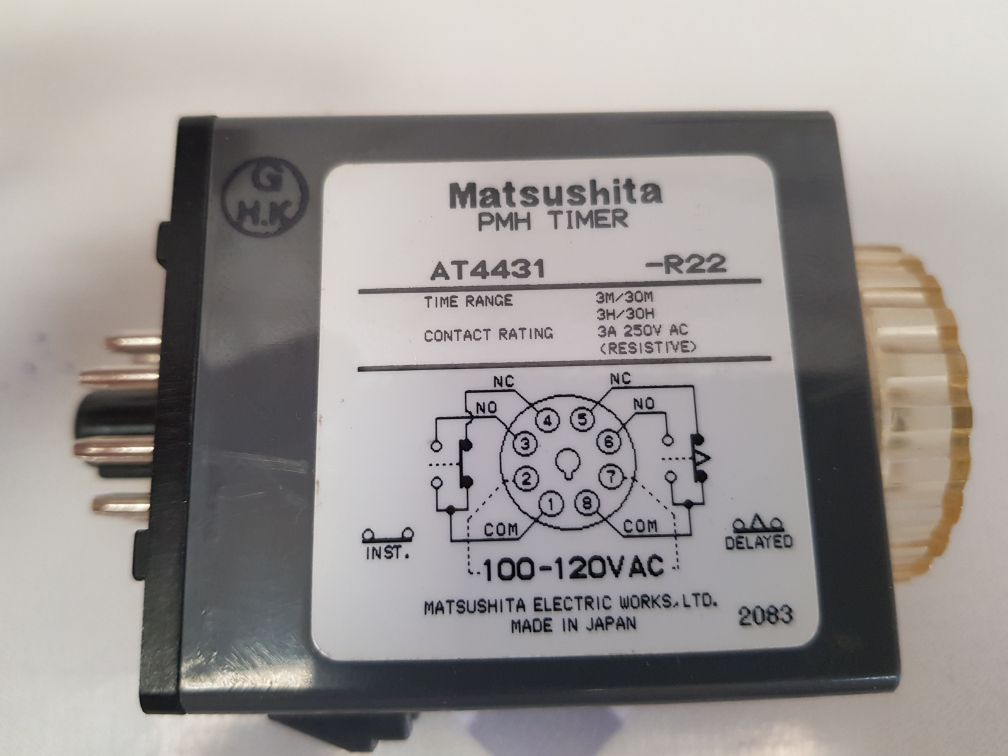 G
H.K
Matsushita
PMH TIMER
AT4431 -R22
TIME RANGE 3M/30M
3H/30H
CONTACT RATING 3A 250V AC
(RESISTIVE)
NC NC
NO NO
4 5
3 6
2 7
1 8
COM COM
INST. DELAYED
100-120VAC
MATSUSHITA ELECTRIC WORKS,LTD.
MADE IN JAPAN 2083